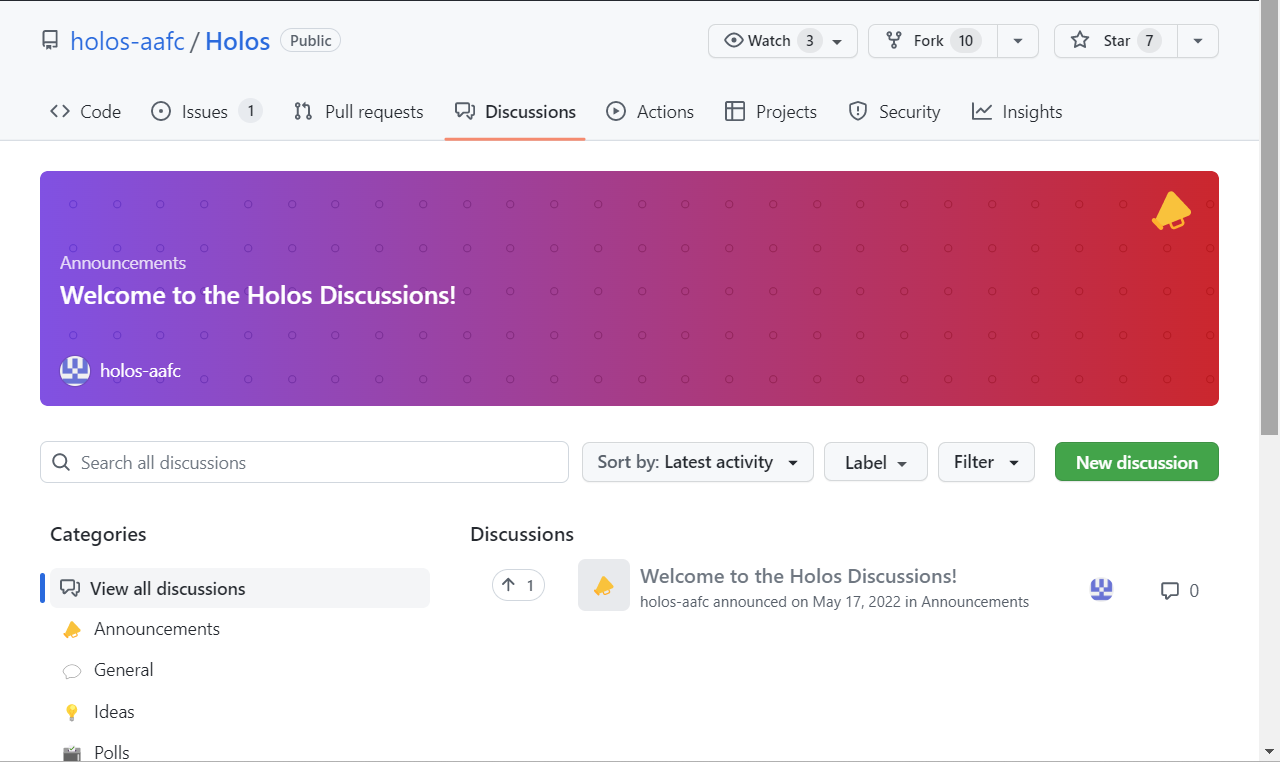 holos-aafc / Holos Public Watch 3 Fork 10 Star 7
Code Issues 1 Pull requests Discussions Actions Projects Security Insights
Announcements
Welcome to the Holos Discussions!
holos-aafc
Search all discussions Sort by: Latest activity Label Filter New discussion
Categories
View all discussions
Announcements
General
Ideas
Polls
Discussions
1 Welcome to the Holos Discussions! 0
holos-aafc announced on May 17, 2022 in Announcements